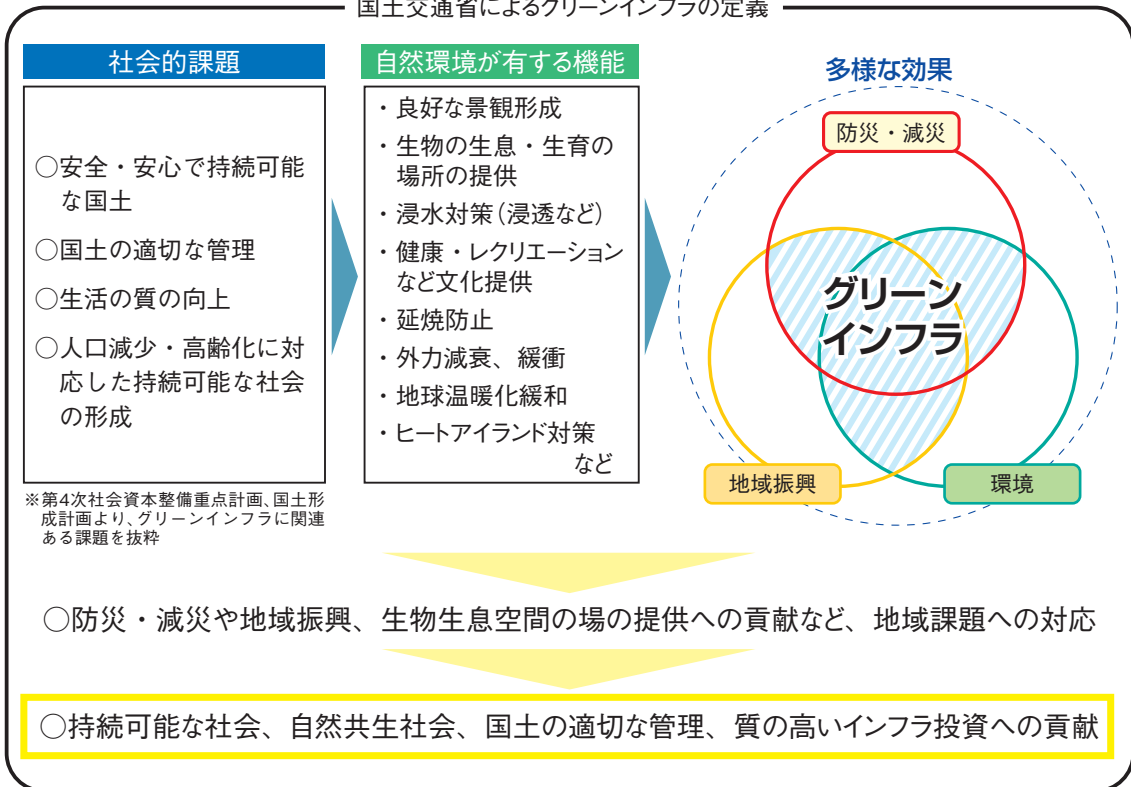 国土交通省によるグリーンインフラの定義
社会的課題
○安全・安心で持続可能
な国土
○国土の適切な管理
○生活の質の向上
○人口減少・高齢化に対
応した持続可能な社会
の形成
※第4次社会資本整備重点計画、国土形
成計画より、グリーンインフラに関連
ある課題を抜粋
自然環境が有する機能
・良好な景観形成
・生物の生息・生育の
場所の提供
・浸水対策（浸透など）
・健康・レクリエーション
など文化提供
・延焼防止
・外力減衰、緩衝
・地球温暖化緩和
・ヒートアイランド対策
など
多様な効果
防災・減災
グリーン
インフラ
地域振興
環境
○防災・減災や地域振興、生物生息空間の場の提供への貢献など、地域課題への対応
○持続可能な社会、自然共生社会、国土の適切な管理、質の高いインフラ投資への貢献